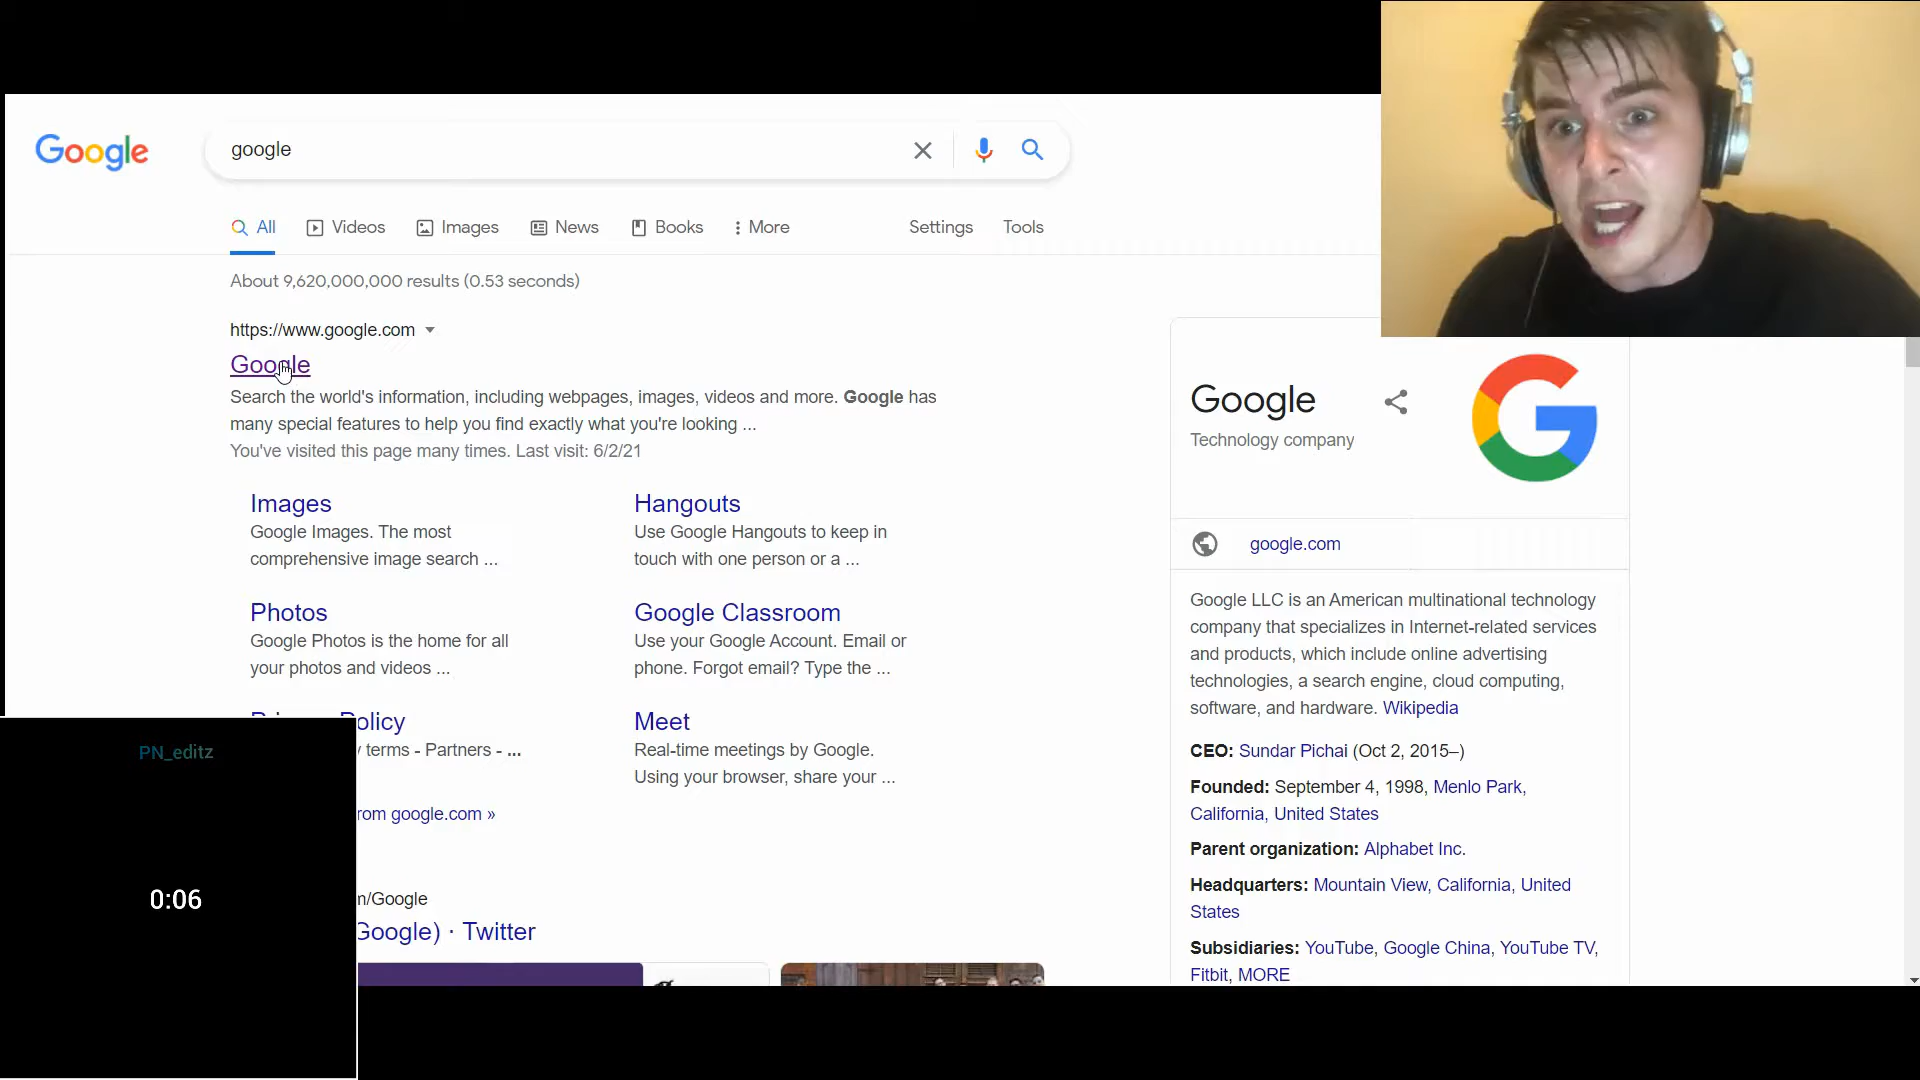 Google
google
All
Videos
Images
News
Books
More
Settings
Tools
About 9,620,000,000 results (0.53 seconds)
https://www.google.com
Google
Search the world's information, including webpages, images, videos and more. Google has
many special features to help you find exactly what you're looking ...
You've visited this page many times. Last visit: 6/2/21
Images
Google Images. The most
comprehensive image search ...
Hangouts
Use Google Hangouts to keep in
touch with one person or a ...
Photos
Google Photos is the home for all
your photos and videos ...
Google Classroom
Use your Google Account. Email or
phone. Forgot email? Type the ...
Policy
terms - Partners - ...
Meet
Real-time meetings by Google.
Using your browser, share your ...
google.com »
/Google
Google) · Twitter
Google
Technology company
google.com
Google LLC is an American multinational technology
company that specializes in Internet-related services
and products, which include online advertising
technologies, a search engine, cloud computing,
software, and hardware. Wikipedia
CEO: Sundar Pichai (Oct 2, 2015–)
Founded: September 4, 1998, Menlo Park,
California, United States
Parent organization: Alphabet Inc.
Headquarters: Mountain View, California, United
States
Subsidiaries: YouTube, Google China, YouTube TV,
Fitbit, MORE
PN_editz
0:06